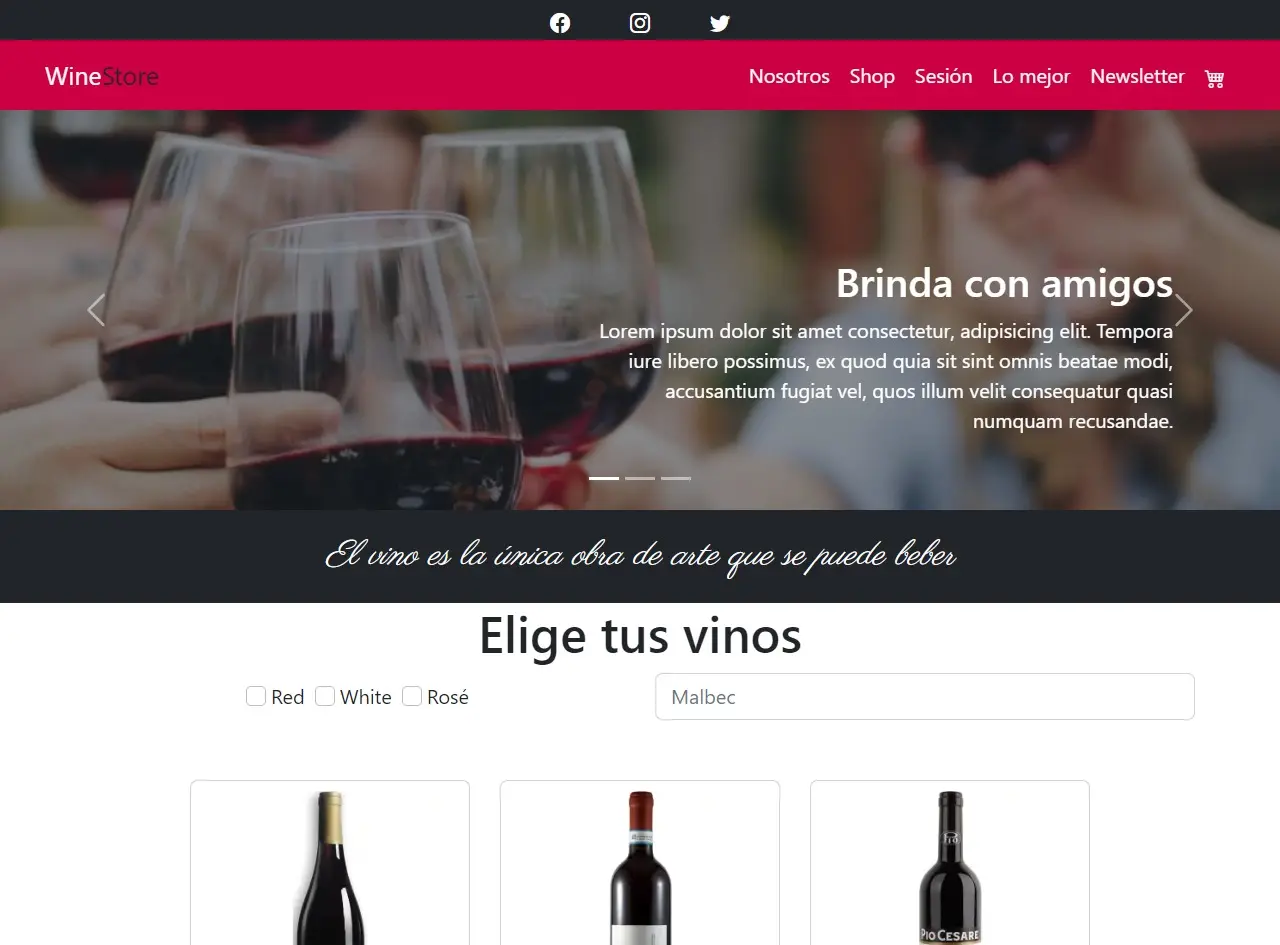 WineStore
Nosotros Shop Sesión Lo mejor Newsletter
Brinda con amigos
Lorem ipsum dolor sit amet consectetur, adipisicing elit. Tempora
iure libero possimus, ex quod quia sit sint omnis beatae modi,
accusantium fugiat vel, quos illum velit consequatur quasi
numquam recusandae.
El vino es la única obra de arte que se puede beber
Elige tus vinos
Red White Rosé
Malbec
PIO CESARE